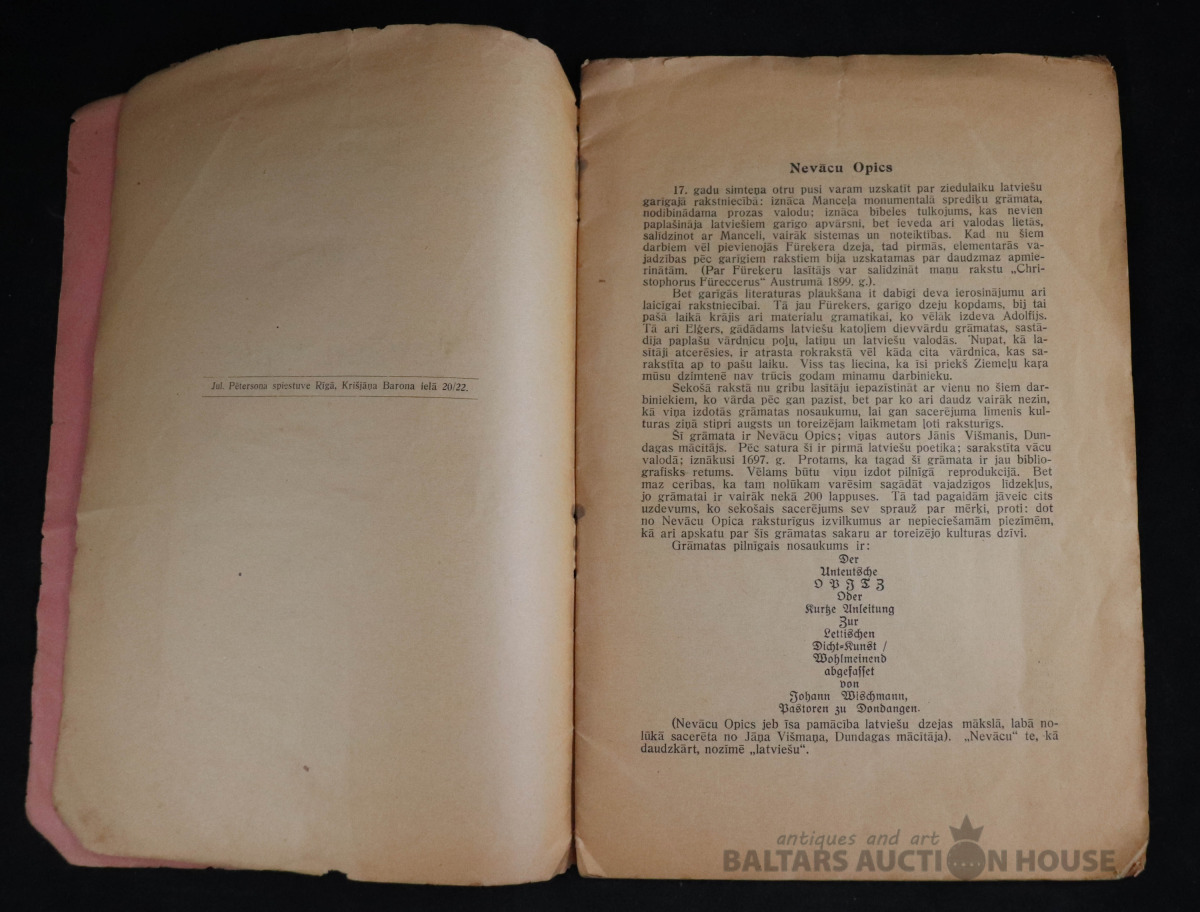 Jul. Pētersona spiestuve Rīgā, Krišjāņa Barona ielā 20/22.
Nevācu Opics
17. gadu simteņa otru pusi varam uzskatīt par ziedulaiku latviešu
garīgajā rakstniecībā: iznāca Manceļa monumentalā sprediķu grāmata,
nodibinādama prozas valodu; iznāca bībeles tulkojums, kas nevien
paplašināja latviešiem garīgo apvārsni, bet ieveda ari valodas lietās,
salīdzinot ar Manceli, vairāk sistemas un noteiktības. Kad nu šiem
darbiem vēl pievienojās Fürekera dzeja, tad pirmās, elementarās va-
jadzības pēc garīgiem rakstiem bija uzskatamas par daudzmaz apmie-
rinātām. (Par Fürekeru lasītājs var salīdzināt maņu rakstu „Chri-
stophorus Füreccerus“ Austrumā 1899. g.).
Bet garīgās literaturas plaukšana it dabīgi deva ierosinājumu ari
laicīgai rakstniecībai. Tā jau Fürekers, garīgo dzeju kopdams, bij tai
pašā laikā krājis ari materialu gramatikai, ko vēlāk izdeva Adolfijs.
Tā ari Elģers, gādādams latviešu katoļiem dievvārdu grāmatas, sastā-
dīja paplašu vārdnicu poļu, latiņu un latviešu valodās. Nupat, kā la-
sītāji atcerēsies, ir atrasta rokrakstā vēl kāda cita vārdnica, kas sa-
rakstīta ap to pašu laiku. Viss tas liecina, ka īsi priekš Ziemeļu kaŗa
mūsu dzimtenē nav trūcis godam minamu darbinieku.
Sekošā rakstā nu gribu lasītāju iepazīstināt ar vienu no šiem dar-
biniekiem, ko vārda pēc gan pazīst, bet par ko ari daudz vairāk nezin,
kā viņa izdotās grāmatas nosaukumu, lai gan sacerējuma līmenis kul-
turas ziņā stipri augsts un toreizējam laikmetam ļoti raksturīgs.
Šī grāmata ir Nevācu Opics; viņas autors Jānis Višmanis, Dun-
dagas mācītājs. Pēc satura šī ir pirmā latviešu poetika; sarakstīta vācu
valodā; iznākusi 1697. g. Protams, ka tagad šī grāmata ir jau biblio-
grafisks retums. Vēlams būtu viņu izdot pilnīgā reprodukcijā. Bet
maz cerības, ka tam nolūkam varēsim sagādāt vajadzīgos līdzekļus,
jo grāmatai ir vairāk nekā 200 lappuses. Tā tad pagaidām jāveic cits
uzdevums, ko sekošais sacerējums sev sprauž par mērķi, proti: dot
no Nevācu Opica raksturīgus izvilkumus ar nepieciešamām piezīmēm,
kā ari apskatu par šīs grāmatas sakaru ar toreizējo kulturas dzīvi.
Grāmatas pilnīgais nosaukums ir:
Der
Unteutsche
OPITZ
Oder
Kurtze Anleitung
Zur
Lettischen
Dicht-Kunst /
Wohlmeinend
abgefasset
von
Johann Wischmann,
Pastoren zu Dondangen.
(Nevācu Opics jeb īsa pamācība latviešu dzejas mākslā, labā no-
lūkā sacerēta no Jāņa Višmaņa, Dundagas mācītāja). „Nevācu“ te, kā
daudzkārt, nozīmē „latviešu“.
antiques and art
BALTARS AUCTION HOUSE